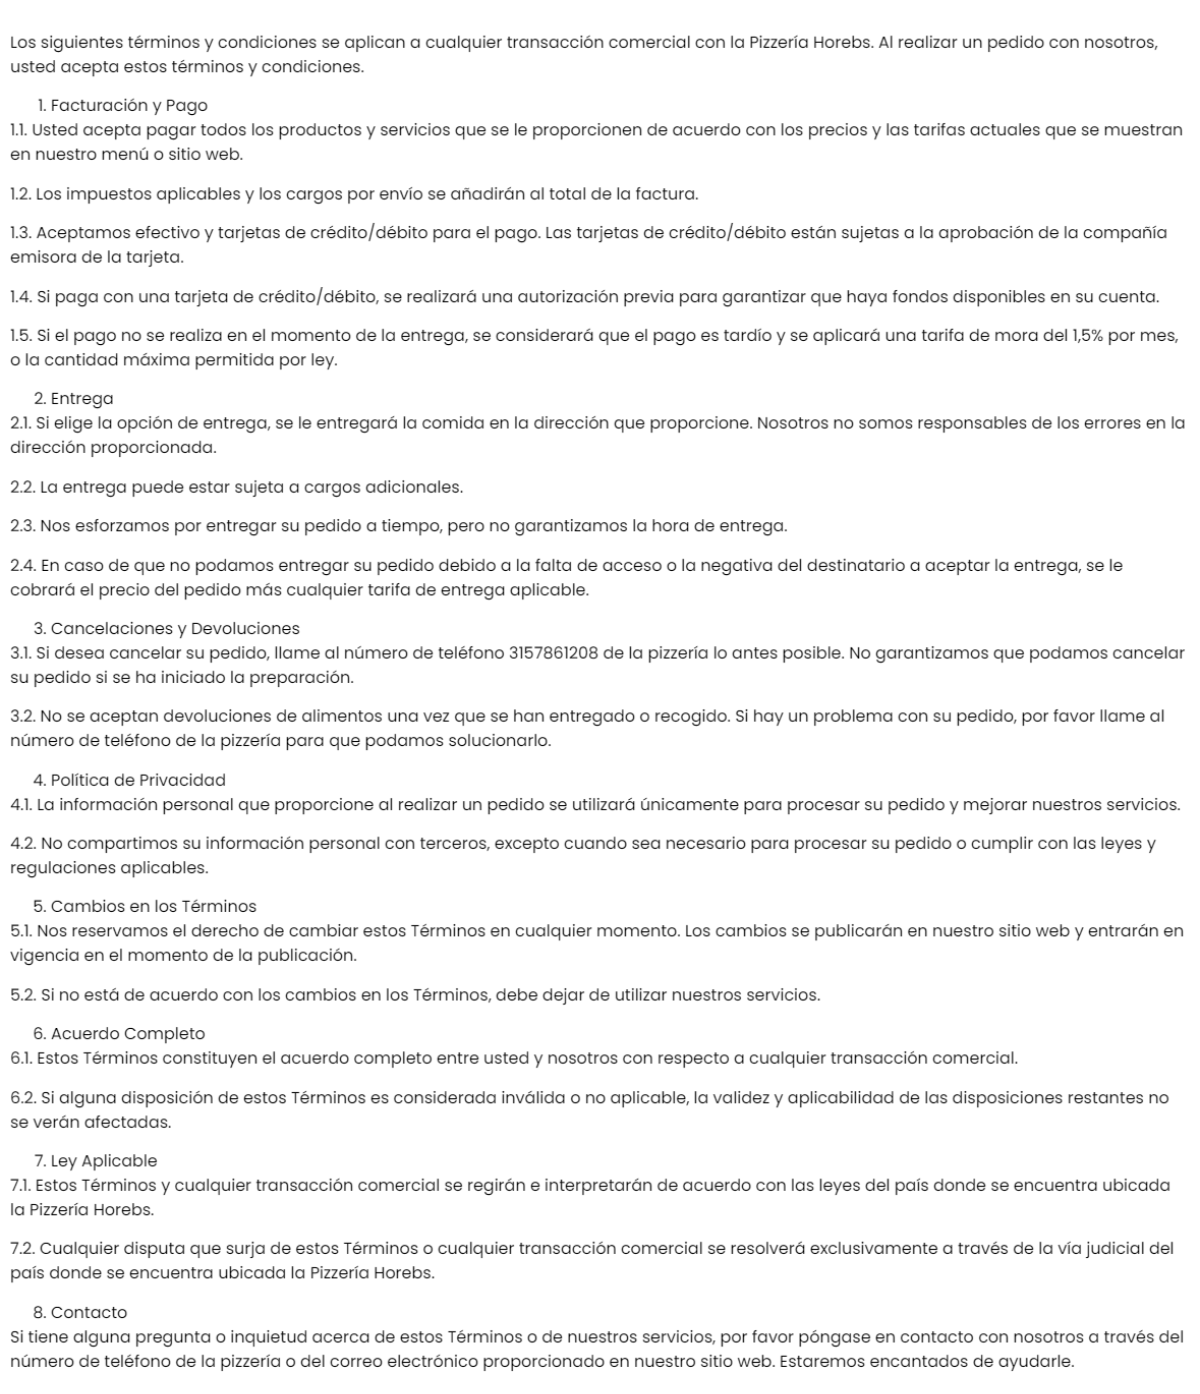 Los siguientes términos y condiciones se aplican a cualquier transacción comercial con la Pizzería Horebs. Al realizar un pedido con nosotros,
usted acepta estos términos y condiciones.
1. Facturación y Pago
1.1. Usted acepta pagar todos los productos y servicios que se le proporcionen de acuerdo con los precios y las tarifas actuales que se muestran
en nuestro menú o sitio web.
1.2. Los impuestos aplicables y los cargos por envío se añadirán al total de la factura.
1.3. Aceptamos efectivo y tarjetas de crédito/débito para el pago. Las tarjetas de crédito/débito están sujetas a la aprobación de la compañía
emisora de la tarjeta.
1.4. Si paga con una tarjeta de crédito/débito, se realizará una autorización previa para garantizar que haya fondos disponibles en su cuenta.
1.5. Si el pago no se realiza en el momento de la entrega, se considerará que el pago es tardío y se aplicará una tarifa de mora del 1,5% por mes,
o la cantidad máxima permitida por ley.
2. Entrega
2.1. Si elige la opción de entrega, se le entregará la comida en la dirección que proporcione. Nosotros no somos responsables de los errores en la
dirección proporcionada.
2.2. La entrega puede estar sujeta a cargos adicionales.
2.3. Nos esforzamos por entregar su pedido a tiempo, pero no garantizamos la hora de entrega.
2.4. En caso de que no podamos entregar su pedido debido a la falta de acceso o la negativa del destinatario a aceptar la entrega, se le
cobrará el precio del pedido más cualquier tarifa de entrega aplicable.
3. Cancelaciones y Devoluciones
3.1. Si desea cancelar su pedido, llame al número de teléfono 3157861208 de la pizzería lo antes posible. No garantizamos que podamos cancelar
su pedido si se ha iniciado la preparación.
3.2. No se aceptan devoluciones de alimentos una vez que se han entregado o recogido. Si hay un problema con su pedido, por favor llame al
número de teléfono de la pizzería para que podamos solucionarlo.
4. Política de Privacidad
4.1. La información personal que proporcione al realizar un pedido se utilizará únicamente para procesar su pedido y mejorar nuestros servicios.
4.2. No compartimos su información personal con terceros, excepto cuando sea necesario para procesar su pedido o cumplir con las leyes y
regulaciones aplicables.
5. Cambios en los Términos
5.1. Nos reservamos el derecho de cambiar estos Términos en cualquier momento. Los cambios se publicarán en nuestro sitio web y entrarán en
vigencia en el momento de la publicación.
5.2. Si no está de acuerdo con los cambios en los Términos, debe dejar de utilizar nuestros servicios.
6. Acuerdo Completo
6.1. Estos Términos constituyen el acuerdo completo entre usted y nosotros con respecto a cualquier transacción comercial.
6.2. Si alguna disposición de estos Términos es considerada inválida o no aplicable, la validez y aplicabilidad de las disposiciones restantes no
se verán afectadas.
7. Ley Aplicable
7.1. Estos Términos y cualquier transacción comercial se regirán e interpretarán de acuerdo con las leyes del país donde se encuentra ubicada
la Pizzería Horebs.
7.2. Cualquier disputa que surja de estos Términos o cualquier transacción comercial se resolverá exclusivamente a través de la vía judicial del
país donde se encuentra ubicada la Pizzería Horebs.
8. Contacto
Si tiene alguna pregunta o inquietud acerca de estos Términos o de nuestros servicios, por favor póngase en contacto con nosotros a través del
número de teléfono de la pizzería o del correo electrónico proporcionado en nuestro sitio web. Estaremos encantados de ayudarle.